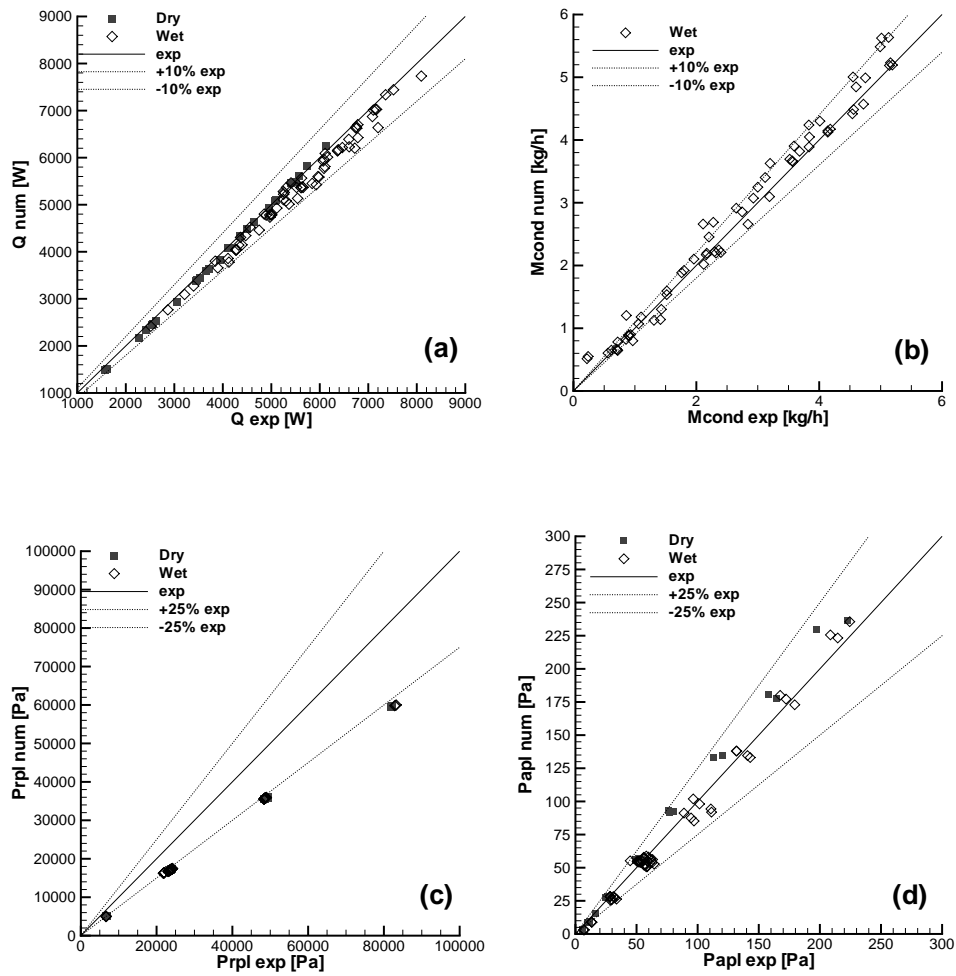 9000
8000
7000
6000
5000
4000
3000
2000
1000
Q num [W]
Dry
Wet
exp
+10% exp
-10% exp
(a)
1000 2000 3000 4000 5000 6000 7000 8000 9000
Q exp [W]
6
5
4
3
2
1
0
Mcond num [kg/h]
Wet
exp
+10% exp
-10% exp
(b)
0 2 4 6
Mcond exp [kg/h]
100000
90000
80000
70000
60000
50000
40000
30000
20000
10000
0
Prpl num [Pa]
Dry
Wet
exp
+25% exp
-25% exp
(c)
0 20000 40000 60000 80000 100000
Prpl exp [Pa]
300
275
250
225
200
175
150
125
100
75
50
25
0
Papl num [Pa]
Dry
Wet
exp
+25% exp
-25% exp
(d)
0 50 100 150 200 250 300
Papl exp [Pa]